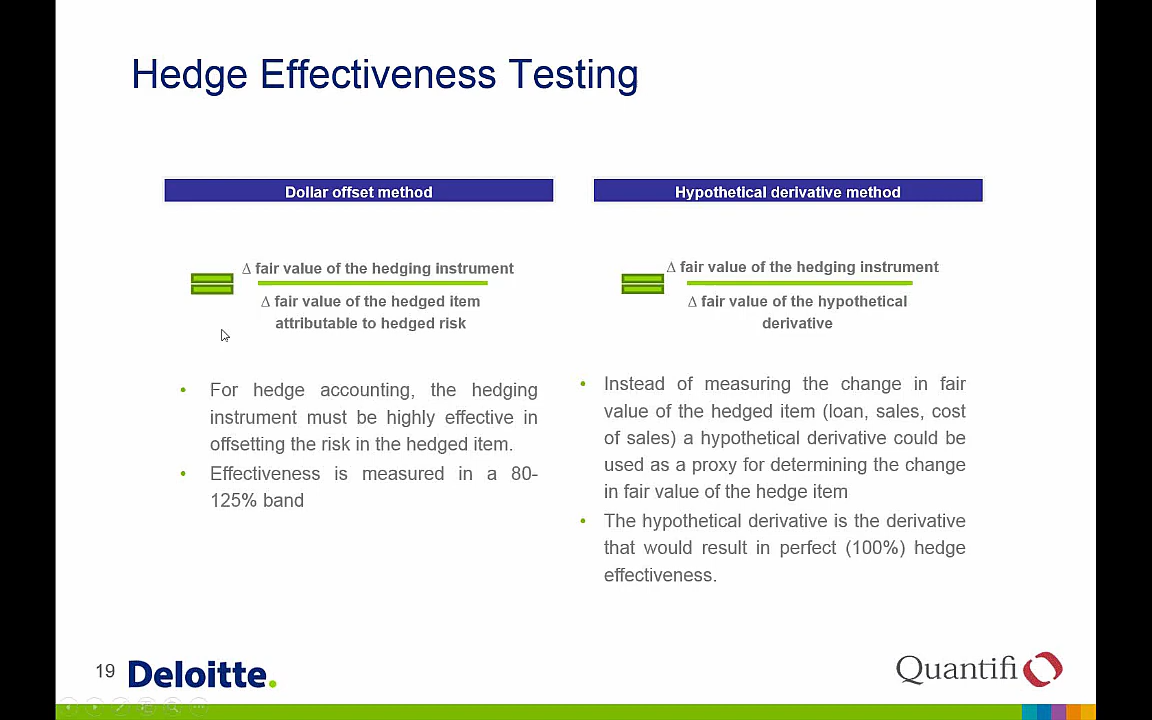 Hedge Effectiveness Testing
Dollar offset method
Δ fair value of the hedging instrument
Δ fair value of the hedged item
attributable to hedged risk
• For hedge accounting, the hedging
instrument must be highly effective in
offsetting the risk in the hedged item.
• Effectiveness is measured in a 80-
125% band
Hypothetical derivative method
Δ fair value of the hedging instrument
Δ fair value of the hypothetical
derivative
• Instead of measuring the change in fair
value of the hedged item (loan, sales, cost
of sales) a hypothetical derivative could be
used as a proxy for determining the change
in fair value of the hedge item
• The hypothetical derivative is the derivative
that would result in perfect (100%) hedge
effectiveness.
19 Deloitte.
Quantifi